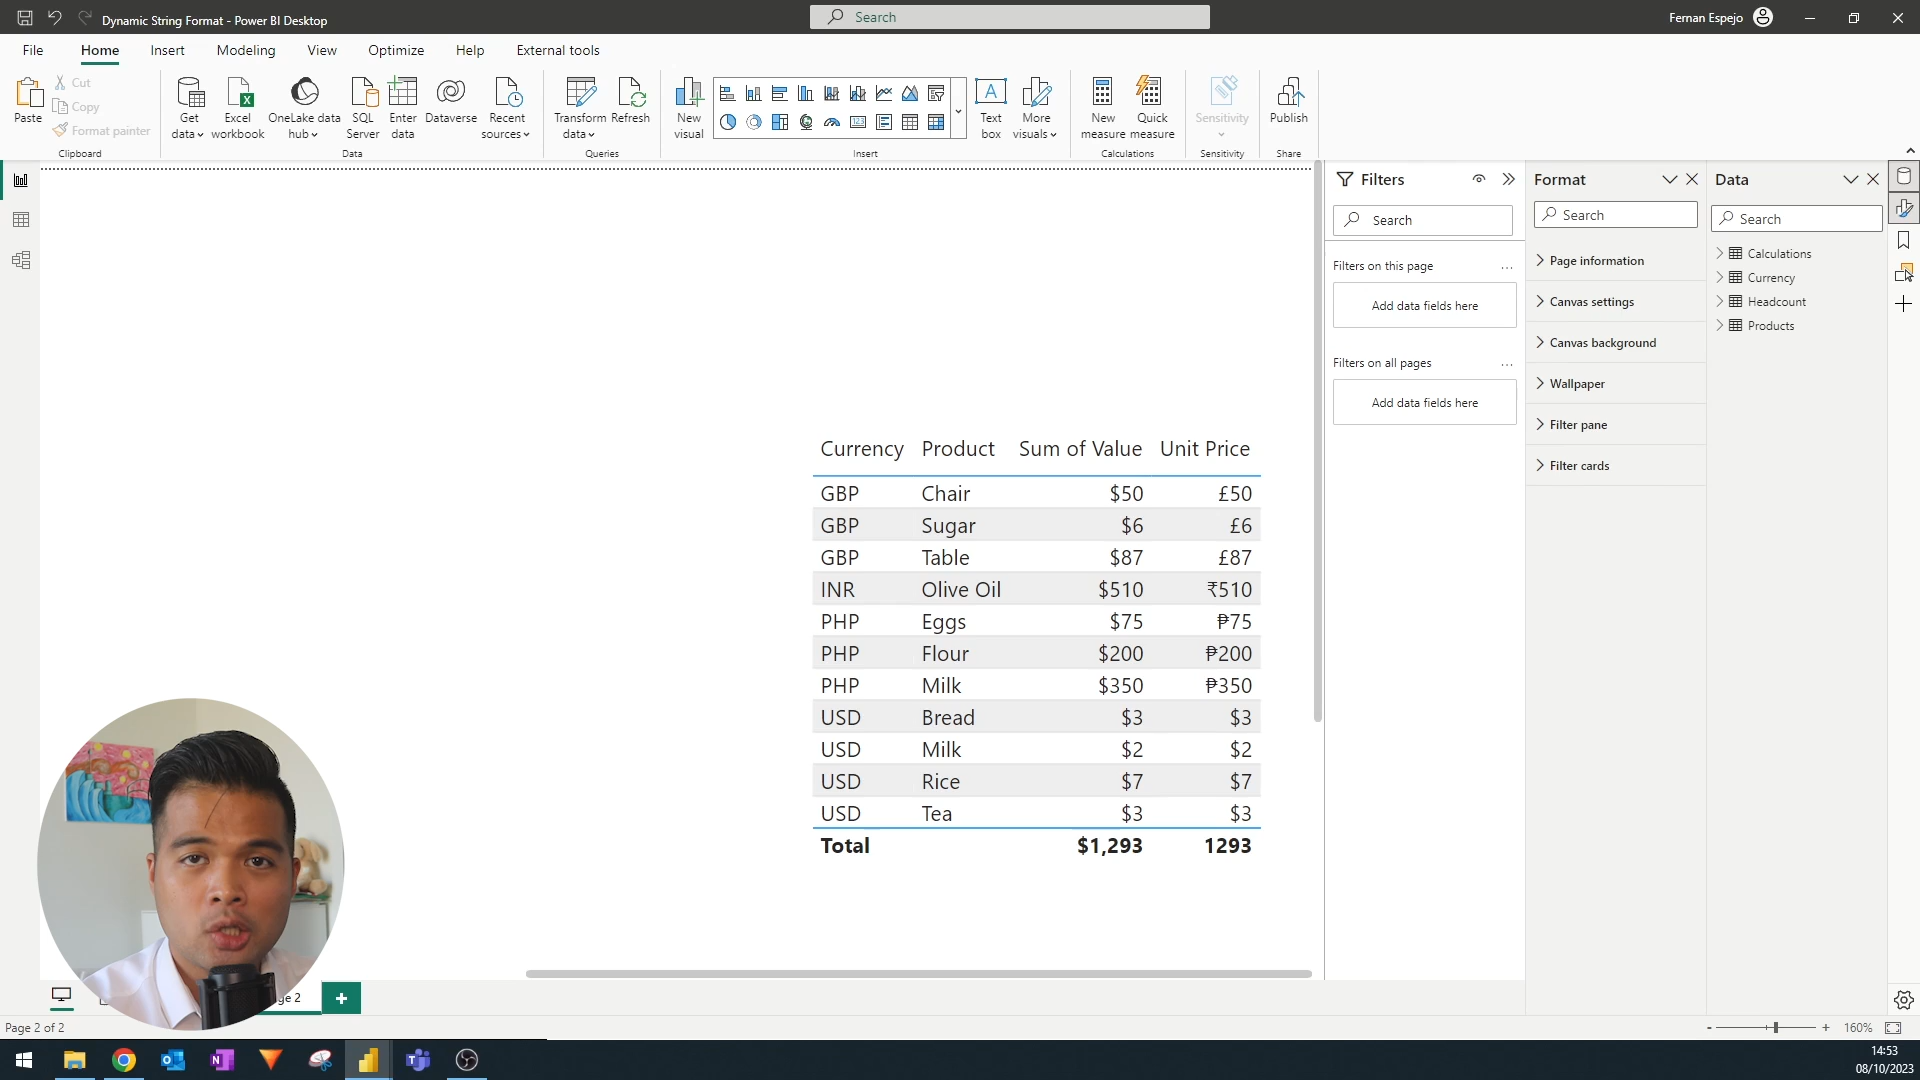 Dynamic String Format - Power BI Desktop
Search
Fernan Espejo
File Home Insert Modeling View Optimize Help External tools
Paste
Cut
Copy
Format painter
Clipboard
Get data
Excel workbook
OneLake data hub
SQL Server
Enter data
Dataverse
Recent sources
Data
Transform data
Refresh
Queries
New visual
Text box
More visuals
Insert
New measure
Quick measure
Calculations
Sensitivity
Sensitivity
Publish
Share
Currency Product Sum of Value Unit Price
GBP Chair $50 £50
GBP Sugar $6 £6
GBP Table $87 £87
INR Olive Oil $510 ₹510
PHP Eggs $75 ₱75
PHP Flour $200 ₱200
PHP Milk $350 ₱350
USD Bread $3 $3
USD Milk $2 $2
USD Rice $7 $7
USD Tea $3 $3
Total $1,293 1293
Filters
Search
Filters on this page ...
Add data fields here
Filters on all pages ...
Add data fields here
Format
Search
Page information
Canvas settings
Canvas background
Wallpaper
Filter pane
Filter cards
Data
Search
Calculations
Currency
Headcount
Products
ge 2
+
Page 2 of 2
- + 160%
14:53
08/10/2023